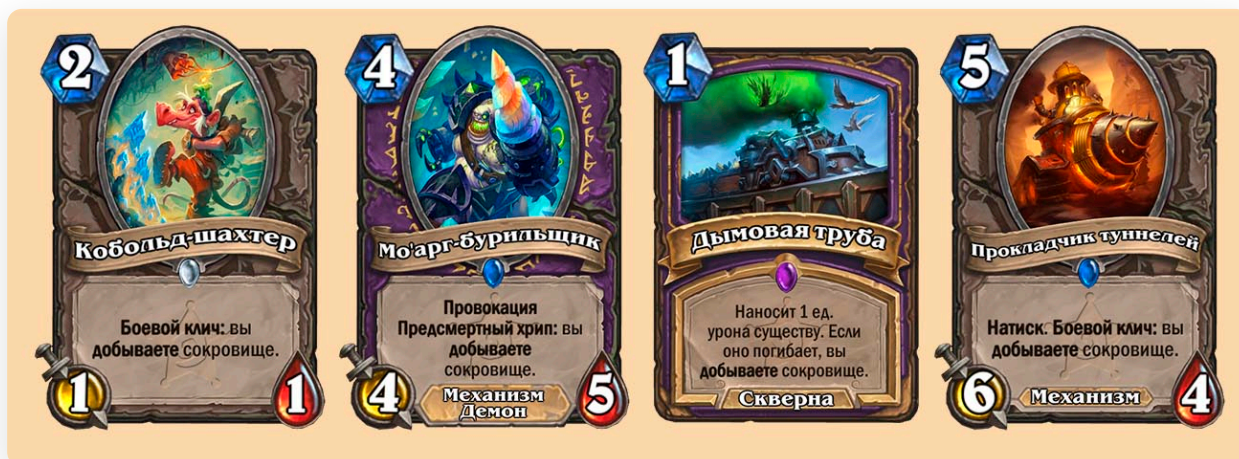 2
Кобольд-шахтер
Боевой клич: вы
добываете сокровище.
1
1
4
Мо'арг-бурильщик
Провокация
Предсмертный хрип: вы
добываете
сокровище.
4
Механизм
Демон
5
1
Дымовая труба
Наносит 1 ед.
урона существу. Если
оно погибает, вы
добываете сокровище.
Скверна
5
Прокладчик туннелей
Натиск. Боевой клич: вы
добываете сокровище.
6
Механизм
4